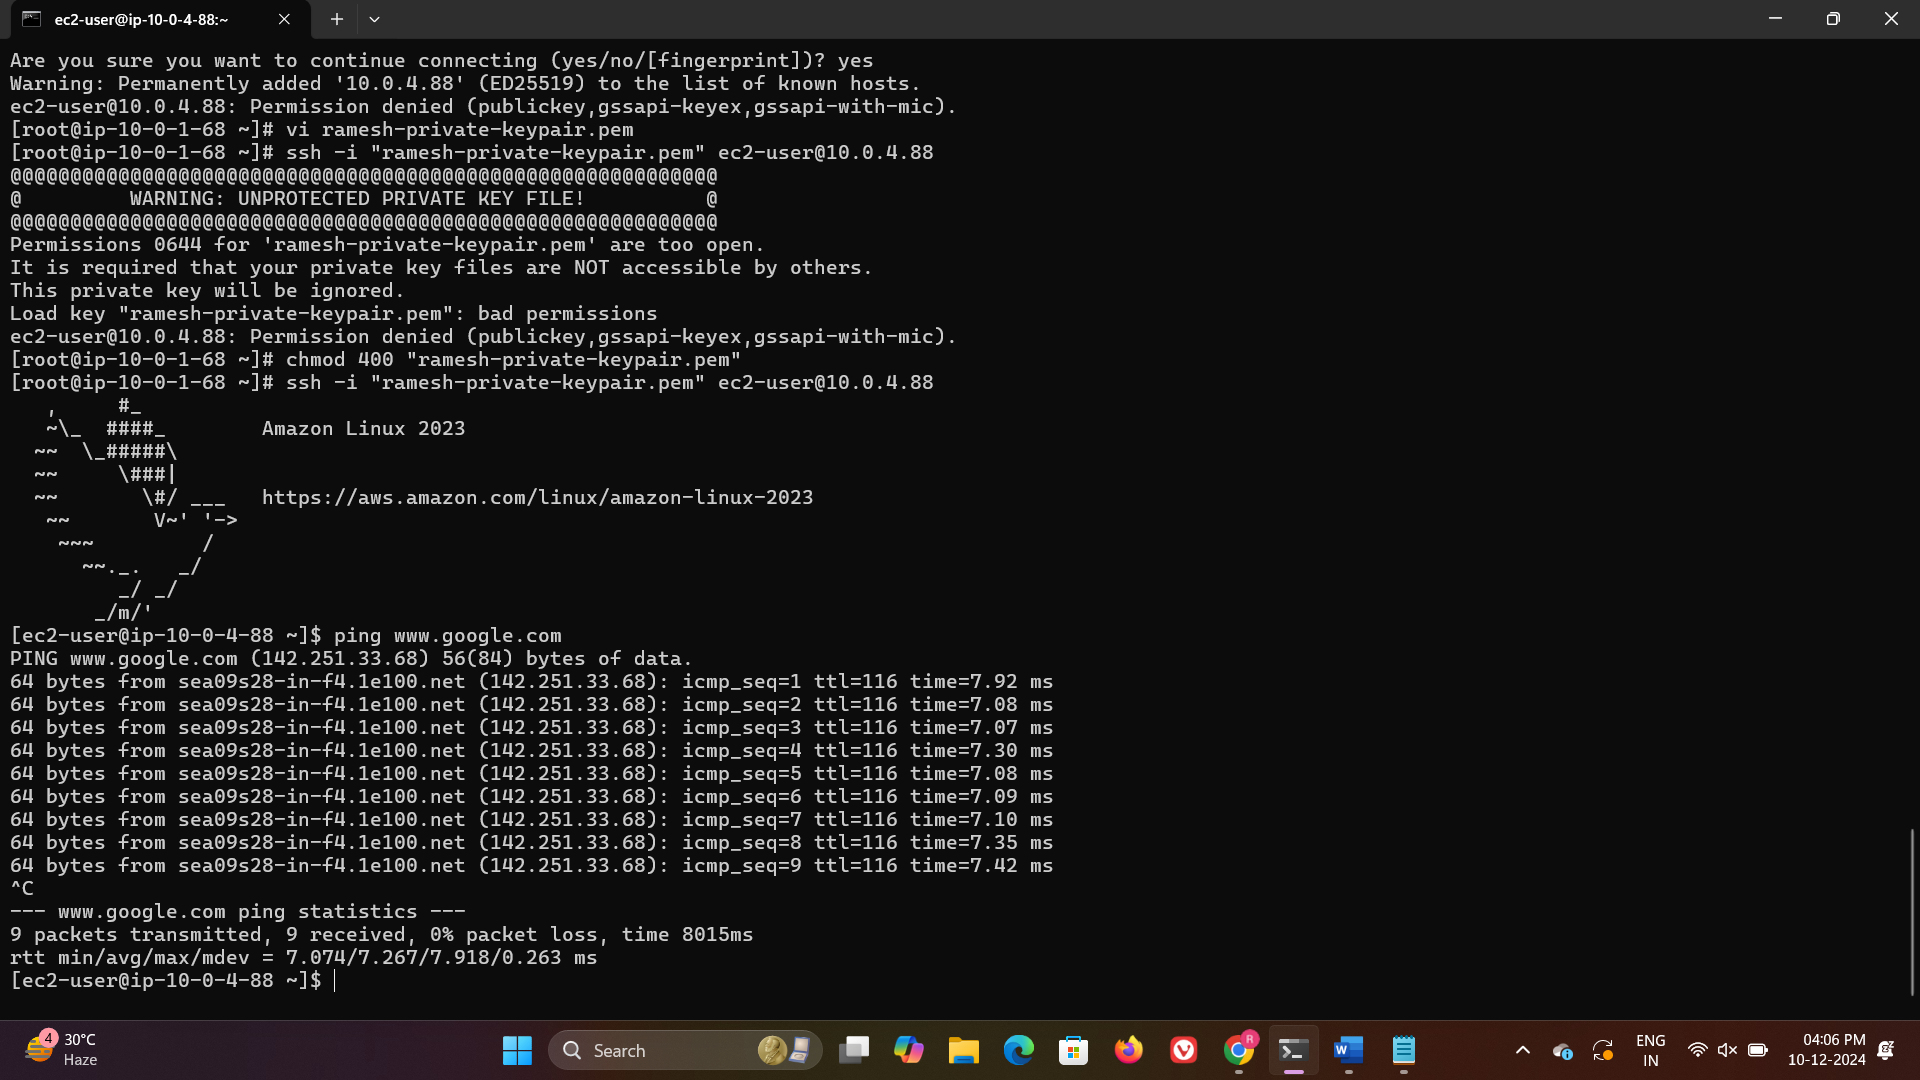 ec2-user@ip-10-0-4-88:~
Are you sure you want to continue connecting (yes/no/[fingerprint])? yes
Warning: Permanently added '10.0.4.88' (ED25519) to the list of known hosts.
ec2-user@10.0.4.88: Permission denied (publickey,gssapi-keyex,gssapi-with-mic).
[root@ip-10-0-1-68 ~]# vi ramesh-private-keypair.pem
[root@ip-10-0-1-68 ~]# ssh -i "ramesh-private-keypair.pem" ec2-user@10.0.4.88
@@@@@@@@@@@@@@@@@@@@@@@@@@@@@@@@@@@@@@@@@@@@@@@@@@@@@@@@@@@
@         WARNING: UNPROTECTED PRIVATE KEY FILE!          @
@@@@@@@@@@@@@@@@@@@@@@@@@@@@@@@@@@@@@@@@@@@@@@@@@@@@@@@@@@@
Permissions 0644 for 'ramesh-private-keypair.pem' are too open.
It is required that your private key files are NOT accessible by others.
This private key will be ignored.
Load key "ramesh-private-keypair.pem": bad permissions
ec2-user@10.0.4.88: Permission denied (publickey,gssapi-keyex,gssapi-with-mic).
[root@ip-10-0-1-68 ~]# chmod 400 "ramesh-private-keypair.pem"
[root@ip-10-0-1-68 ~]# ssh -i "ramesh-private-keypair.pem" ec2-user@10.0.4.88
   ,     #_
   ~\_  ####_        Amazon Linux 2023
  ~~  \_#####\
  ~~     \###|
  ~~       \#/ ___   https://aws.amazon.com/linux/amazon-linux-2023
   ~~       V~' '->
    ~~~         /
      ~~._.   _/
         _/ _/
       _/m/'
[ec2-user@ip-10-0-4-88 ~]$ ping www.google.com
PING www.google.com (142.251.33.68) 56(84) bytes of data.
64 bytes from sea09s28-in-f4.1e100.net (142.251.33.68): icmp_seq=1 ttl=116 time=7.92 ms
64 bytes from sea09s28-in-f4.1e100.net (142.251.33.68): icmp_seq=2 ttl=116 time=7.08 ms
64 bytes from sea09s28-in-f4.1e100.net (142.251.33.68): icmp_seq=3 ttl=116 time=7.07 ms
64 bytes from sea09s28-in-f4.1e100.net (142.251.33.68): icmp_seq=4 ttl=116 time=7.30 ms
64 bytes from sea09s28-in-f4.1e100.net (142.251.33.68): icmp_seq=5 ttl=116 time=7.08 ms
64 bytes from sea09s28-in-f4.1e100.net (142.251.33.68): icmp_seq=6 ttl=116 time=7.09 ms
64 bytes from sea09s28-in-f4.1e100.net (142.251.33.68): icmp_seq=7 ttl=116 time=7.10 ms
64 bytes from sea09s28-in-f4.1e100.net (142.251.33.68): icmp_seq=8 ttl=116 time=7.35 ms
64 bytes from sea09s28-in-f4.1e100.net (142.251.33.68): icmp_seq=9 ttl=116 time=7.42 ms
^C
--- www.google.com ping statistics ---
9 packets transmitted, 9 received, 0% packet loss, time 8015ms
rtt min/avg/max/mdev = 7.074/7.267/7.918/0.263 ms
[ec2-user@ip-10-0-4-88 ~]$
4
30°C
Haze
Search
R
W
ENG
IN
04:06 PM
10-12-2024